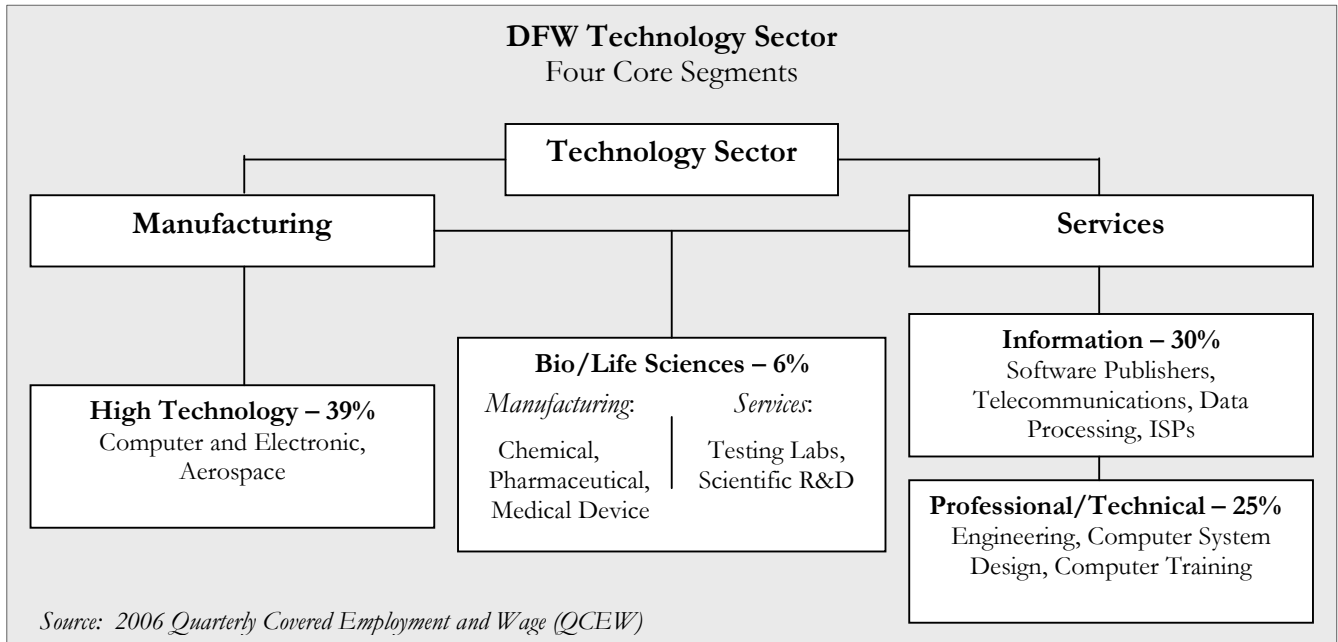 DFW Technology Sector
Four Core Segments
Technology Sector
Manufacturing
Services
High Technology – 39%
Computer and Electronic,
Aerospace
Bio/Life Sciences – 6%
Manufacturing:
Chemical,
Pharmaceutical,
Medical Device
Services:
Testing Labs,
Scientific R&D
Information – 30%
Software Publishers,
Telecommunications, Data
Processing, ISPs
Professional/Technical – 25%
Engineering, Computer System
Design, Computer Training
Source: 2006 Quarterly Covered Employment and Wage (QCEW)